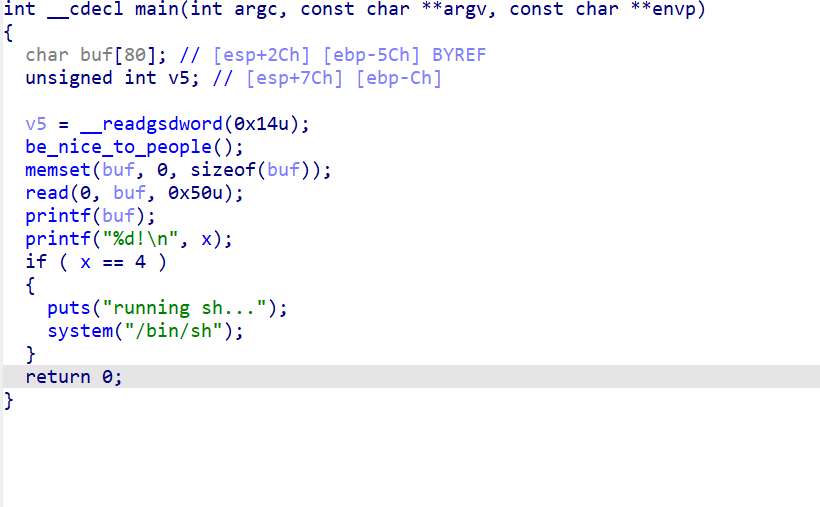 int __cdecl main(int argc, const char **argv, const char **envp)
{
  char buf[80]; // [esp+2Ch] [ebp-5Ch] BYREF
  unsigned int v5; // [esp+7Ch] [ebp-Ch]

  v5 = __readgsdword(0x14u);
  be_nice_to_people();
  memset(buf, 0, sizeof(buf));
  read(0, buf, 0x50u);
  printf(buf);
  printf("%d!\n", x);
  if ( x == 4 )
  {
    puts("running sh...");
    system("/bin/sh");
  }
  return 0;
}